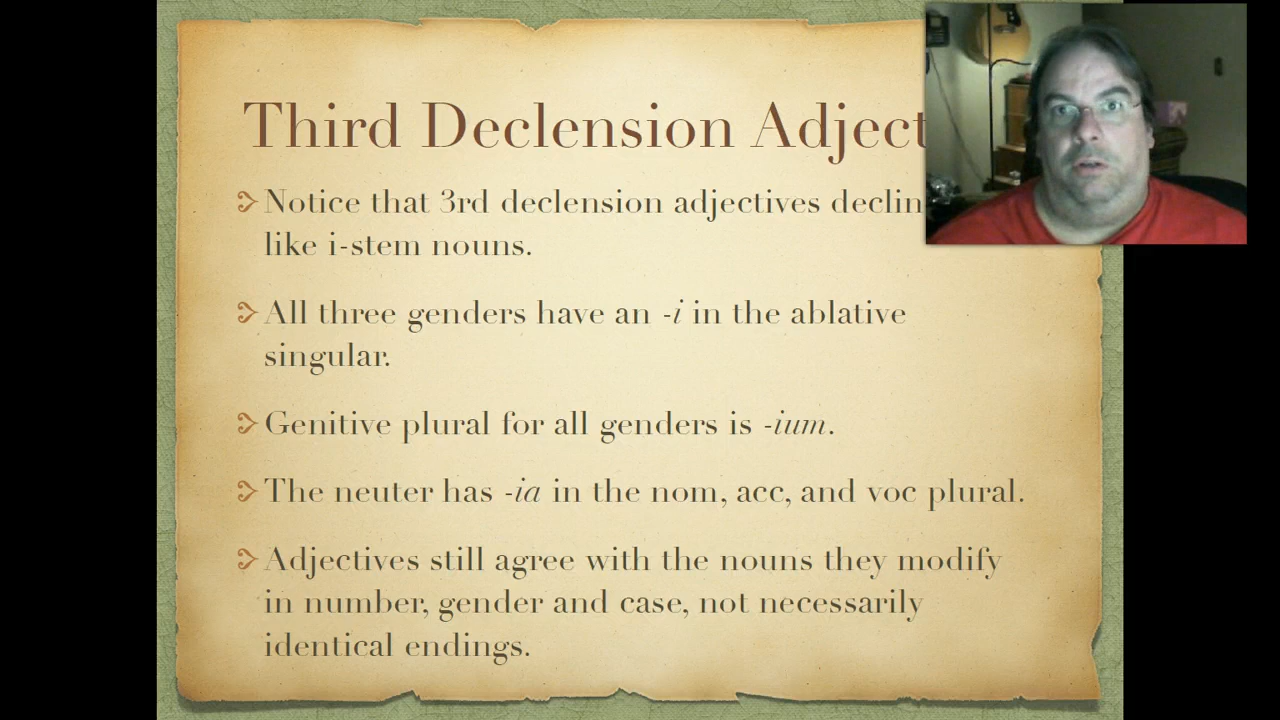 Third Declension Adject
Notice that 3rd declension adjectives declin
like i-stem nouns.
All three genders have an -i in the ablative
singular.
Genitive plural for all genders is -ium.
The neuter has -ia in the nom, acc, and voc plural.
Adjectives still agree with the nouns they modify
in number, gender and case, not necessarily
identical endings.